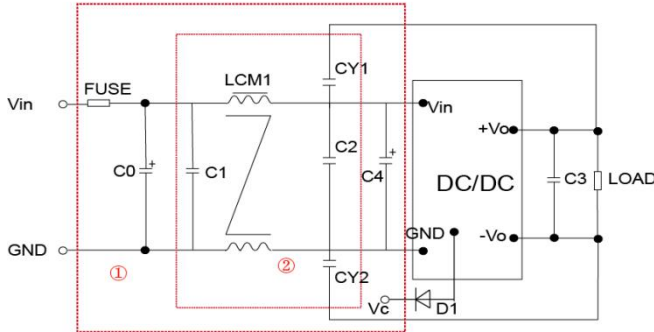 CY1
FUSE
LCM1
Vin
Vin
+Vo
C0
+
C1
C2
+
C4
DC/DC
C3
LOAD
GND
GND
-Vo
①
②
CY2
Vc
D1